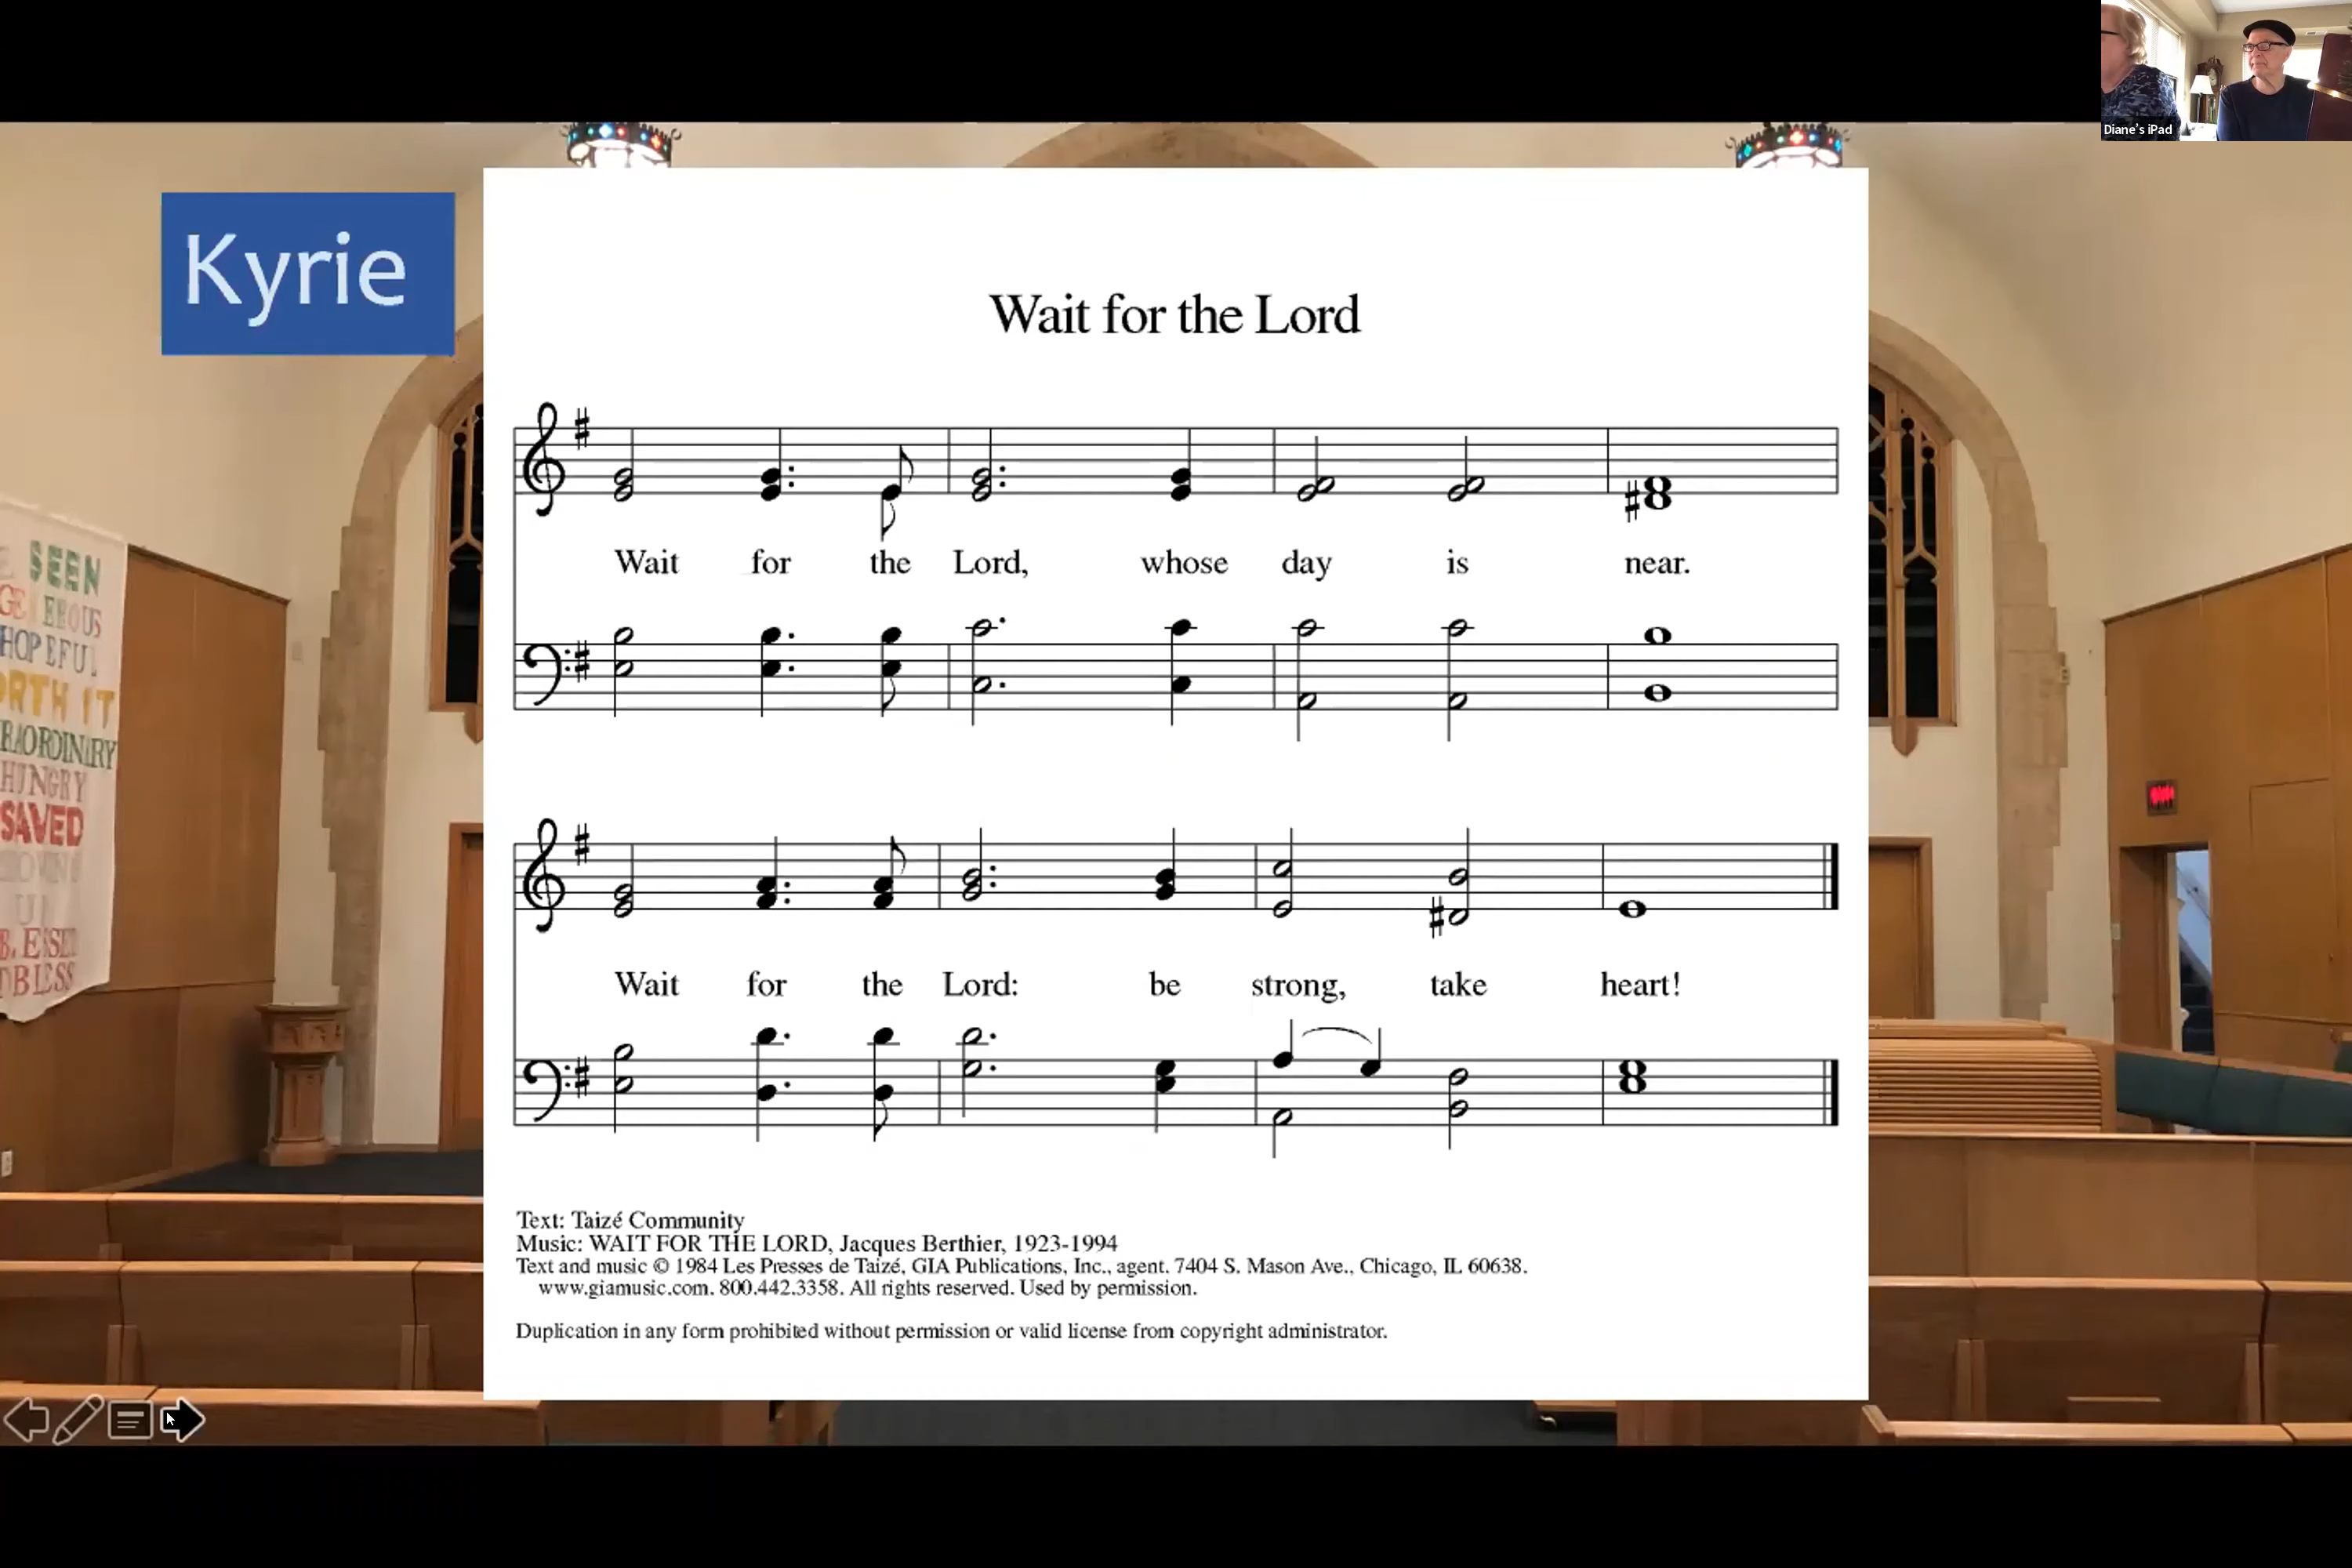 Diane's iPad
Kyrie
Wait for the Lord
Wait for the Lord, whose day is near.
Wait for the Lord: be strong, take heart!
Text: Taizé Community
Music: WAIT FOR THE LORD, Jacques Berthier, 1923-1994
Text and music © 1984 Les Presses de Taizé, GIA Publications, Inc., agent. 7404 S. Mason Ave., Chicago, IL 60638.
www.giamusic.com. 800.442.3358. All rights reserved. Used by permission.
Duplication in any form prohibited without permission or valid license from copyright administrator.
SEEN
HOPEFUL
IT
HUNGRY
SAVED